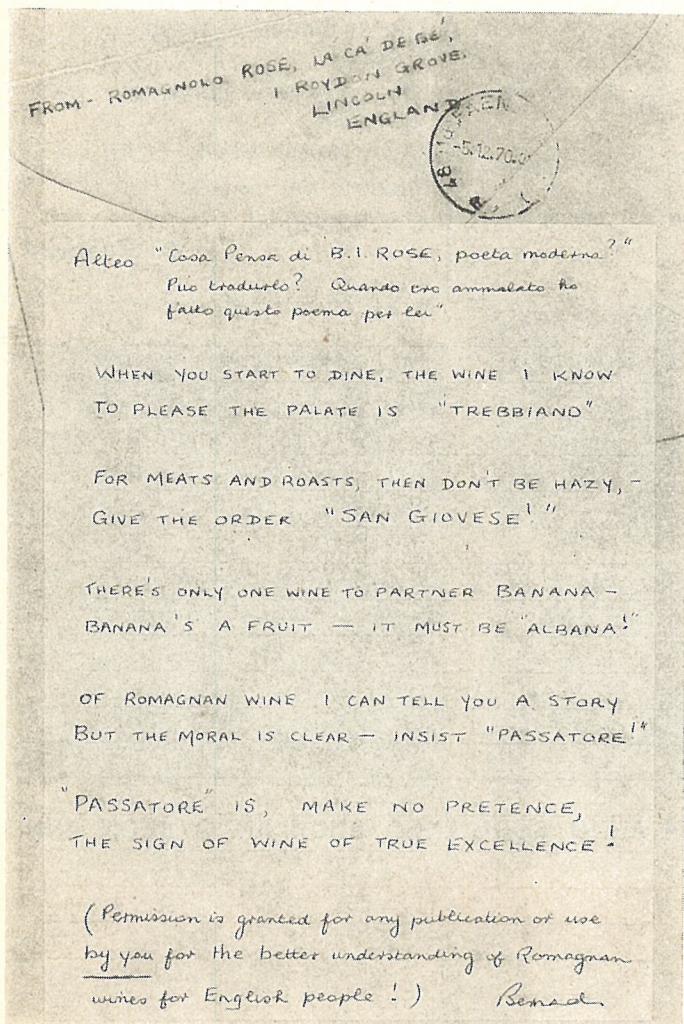 FROM - ROMAGNOLO ROSE, LA CA' DE BE',
1 ROYDON GROVE.
LINCOLN
ENGLAND
48 FAEN
-5.12.70.
Alteo "Cosa Pensa di B.I. ROSE, poeta moderna?"
Puo tradurlo? Quando ero ammalato ho
fatto questo poema per lei"
WHEN YOU START TO DINE, THE WINE I KNOW
TO PLEASE THE PALATE IS "TREBBIANO"
FOR MEATS AND ROASTS, THEN DON'T BE HAZY, -
GIVE THE ORDER "SAN GIOVESE!"
THERE'S ONLY ONE WINE TO PARTNER BANANA -
BANANA'S A FRUIT - IT MUST BE "ALBANA!"
OF ROMAGNAN WINE I CAN TELL YOU A STORY
BUT THE MORAL IS CLEAR - INSIST "PASSATORE!"
"PASSATORE" IS, MAKE NO PRETENCE,
THE SIGN OF WINE OF TRUE EXCELLENCE!
(Permission is granted for any publication or use
by you for the better understanding of Romagnan
wines for English people!) Bernard.